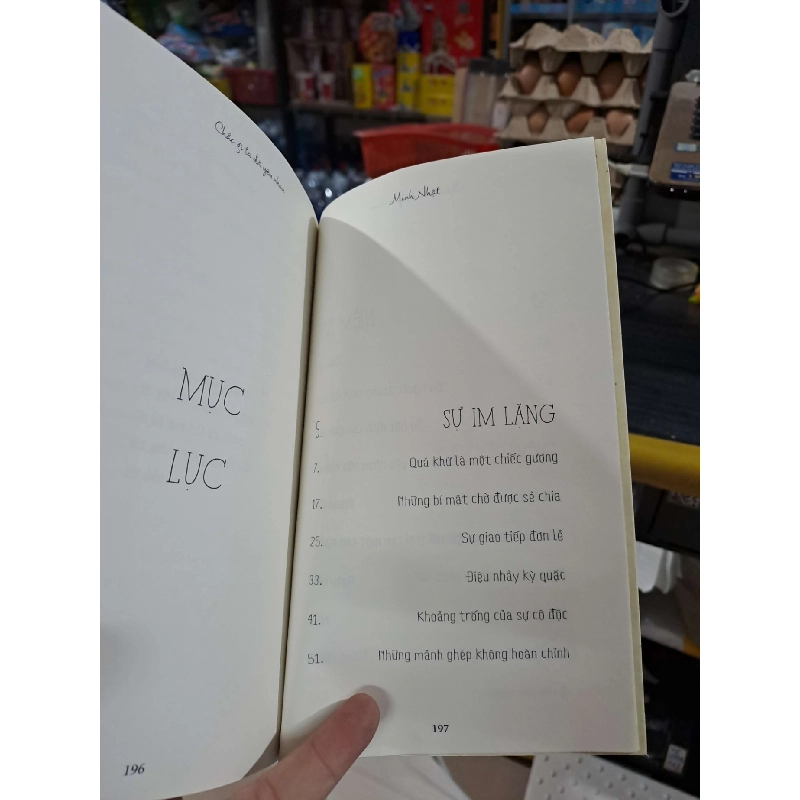 MỤC
LỤC
196
Minh Nhật
SỰ IM LẶNG
7. Quá khứ là một chiếc gương
17. Những bí mật chờ được sẻ chia
25. Sự giao tiếp đơn lẻ
33. Điệu nhảy kỳ quặc
41. Khoảng trống của sự cô độc
51. Những mảnh ghép không hoàn chỉnh
197